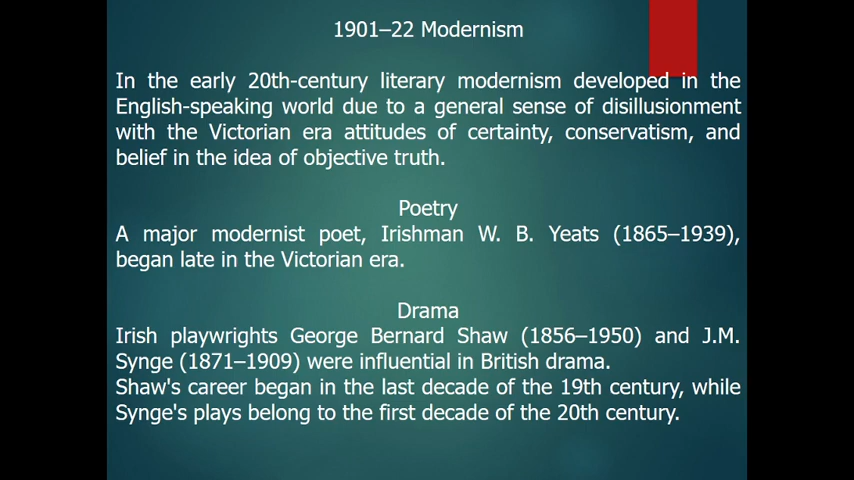 1901–22 Modernism
In the early 20th-century literary modernism developed in the
English-speaking world due to a general sense of disillusionment
with the Victorian era attitudes of certainty, conservatism, and
belief in the idea of objective truth.
Poetry
A major modernist poet, Irishman W. B. Yeats (1865–1939),
began late in the Victorian era.
Drama
Irish playwrights George Bernard Shaw (1856–1950) and J.M.
Synge (1871–1909) were influential in British drama.
Shaw's career began in the last decade of the 19th century, while
Synge's plays belong to the first decade of the 20th century.